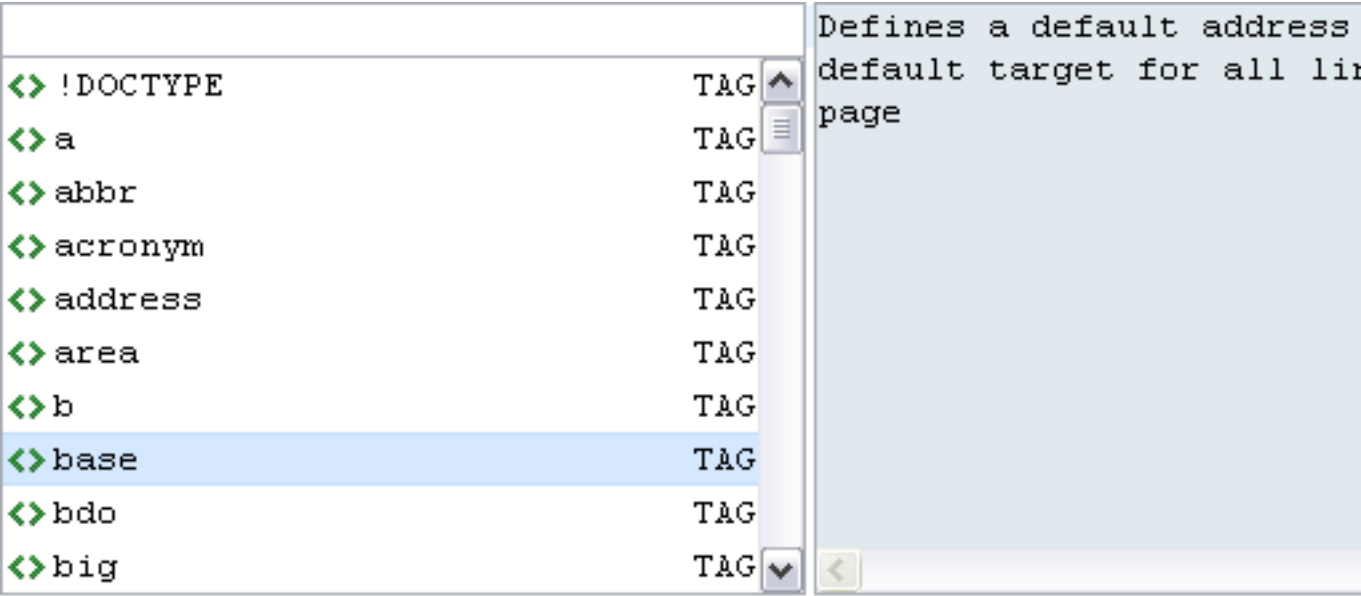 !DOCTYPE TAG
a TAG
abbr TAG
acronym TAG
address TAG
area TAG
b TAG
base TAG
bdo TAG
big TAG
Defines a default address
default target for all
page